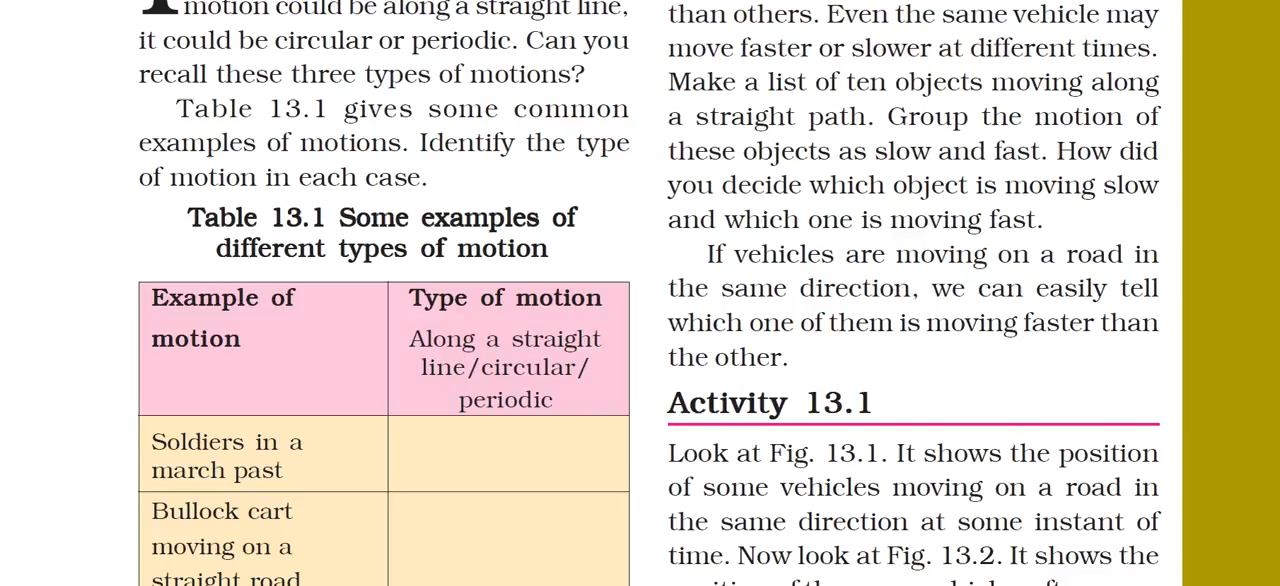 motion could be along a straight line,
it could be circular or periodic. Can you
recall these three types of motions?
Table 13.1 gives some common
examples of motions. Identify the type
of motion in each case.
Table 13.1 Some examples of
different types of motion
Example of
motion
Type of motion
Along a straight
line/circular/
periodic
Soldiers in a
march past
Bullock cart
moving on a
straight road
than others. Even the same vehicle may
move faster or slower at different times.
Make a list of ten objects moving along
a straight path. Group the motion of
these objects as slow and fast. How did
you decide which object is moving slow
and which one is moving fast.
If vehicles are moving on a road in
the same direction, we can easily tell
which one of them is moving faster than
the other.
Activity 13.1
Look at Fig. 13.1. It shows the position
of some vehicles moving on a road in
the same direction at some instant of
time. Now look at Fig. 13.2. It shows the